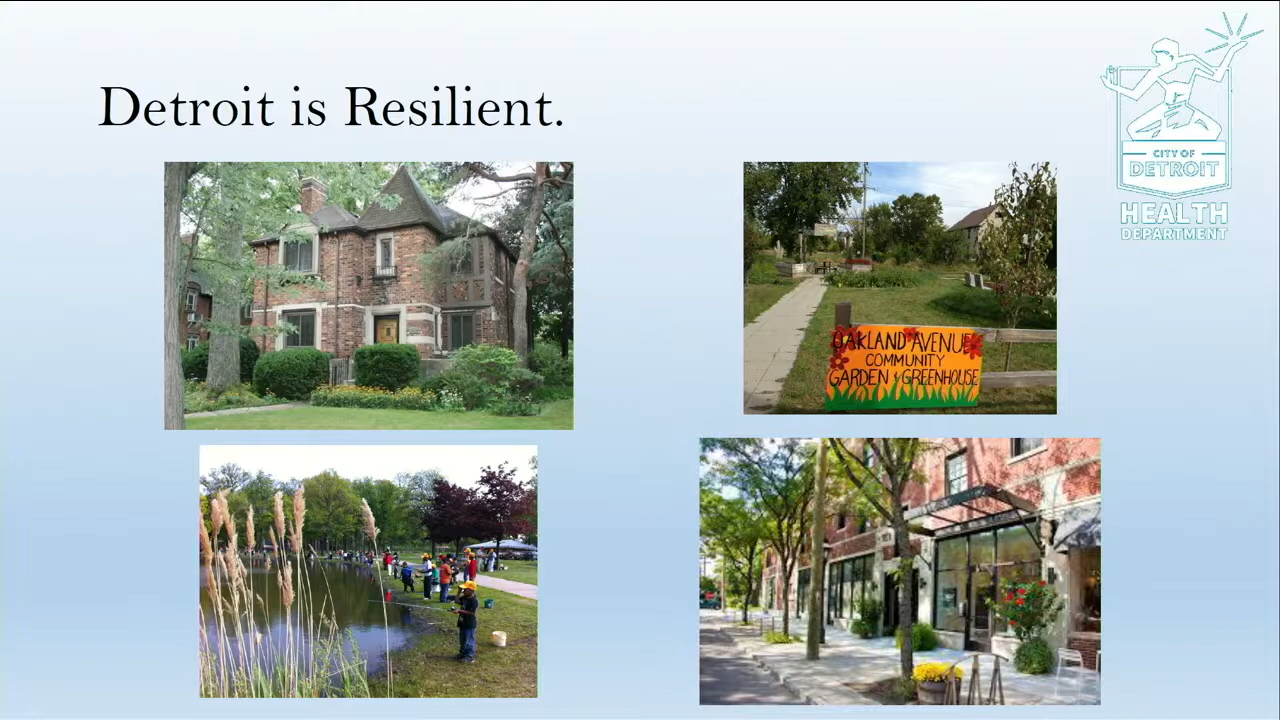 Detroit is Resilient.
CITY OF
DETROIT
HEALTH
DEPARTMENT
OAKLAND AVENUE
COMMUNITY
GARDEN & GREENHOUSE